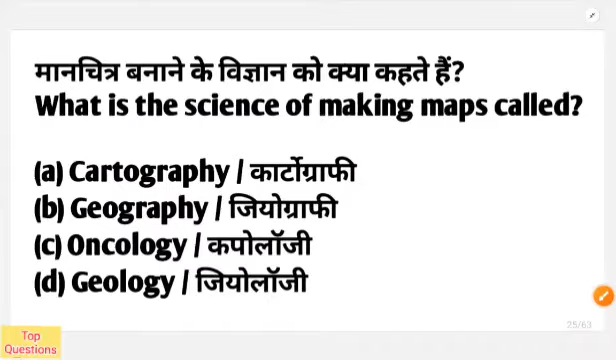 मानचित्र बनाने के विज्ञान को क्या कहते हैं?
What is the science of making maps called?
(a) Cartography / कार्टोग्राफी
(b) Geography / जियोग्राफी
(c) Oncology / कपोलॉजी
(d) Geology / जियोलॉजी
25/63
Top
Questions